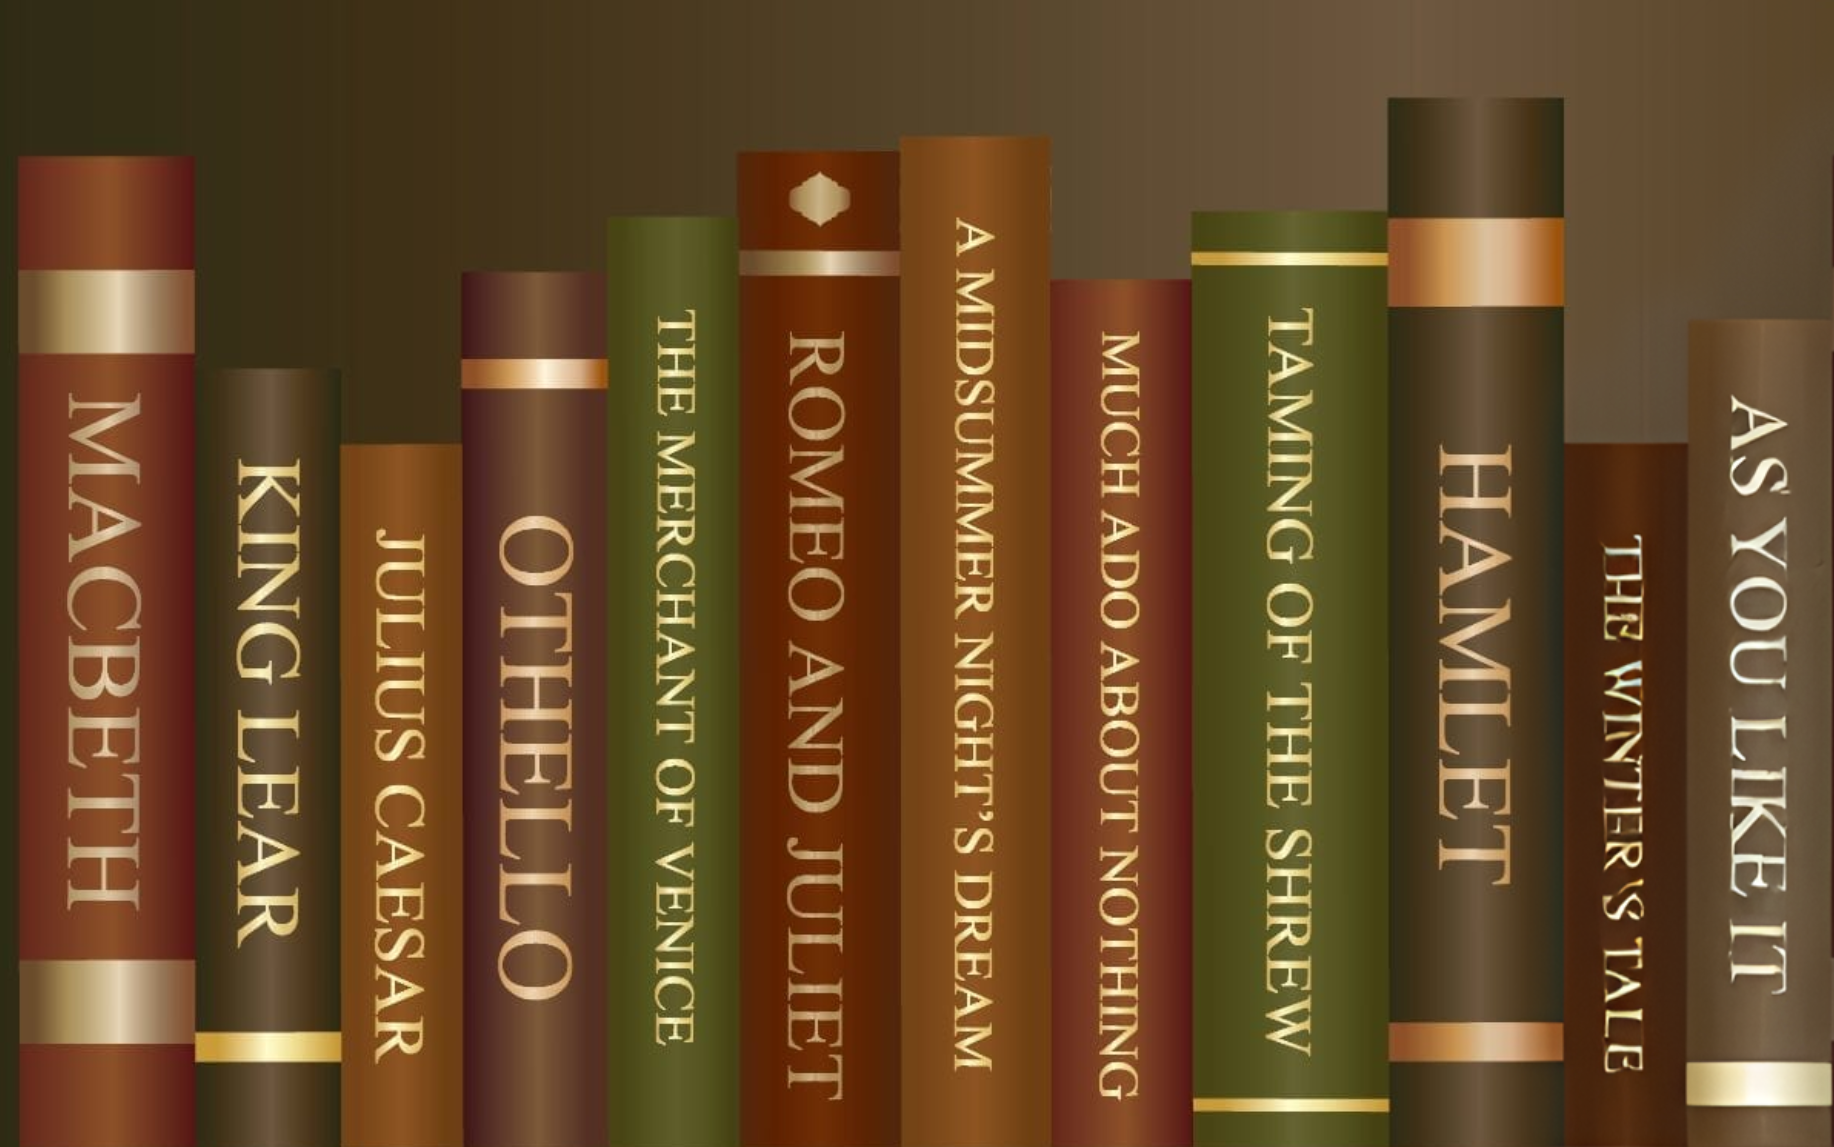 MACBETH
KING LEAR
JULIUS CAESAR
OTHELLO
THE MERCHANT OF VENICE
ROMEO AND JULIET
A MIDSUMMER NIGHT'S DREAM
MUCH ADO ABOUT NOTHING
TAMING OF THE SHREW
HAMLET
THE WINTER'S TALE
AS YOU LIKE IT